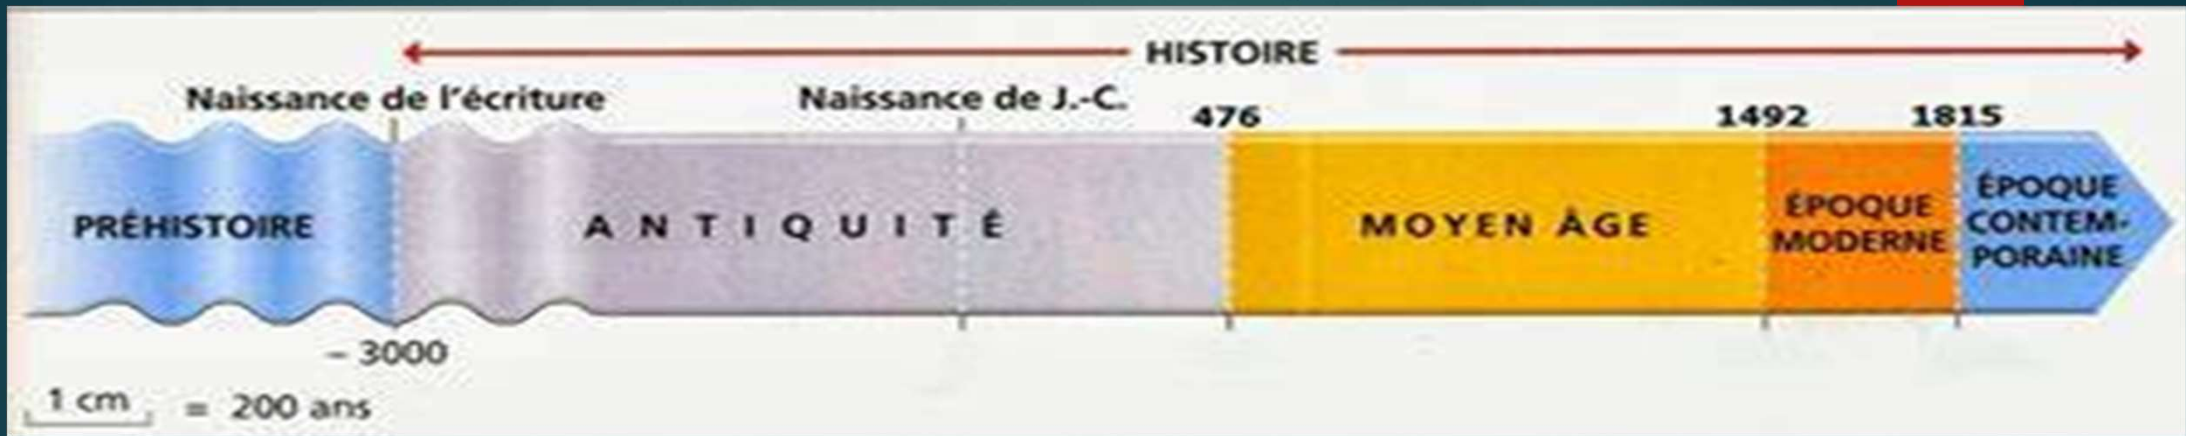 HISTOIRE
Naissance de l'écriture
Naissance de J.-C.
476
1492
1815
PRÉHISTOIRE
ANTIQUITÉ
MOYEN ÂGE
ÉPOQUE
MODERNE
ÉPOQUE
CONTEM-
PORAINE
– 3000
1 cm = 200 ans